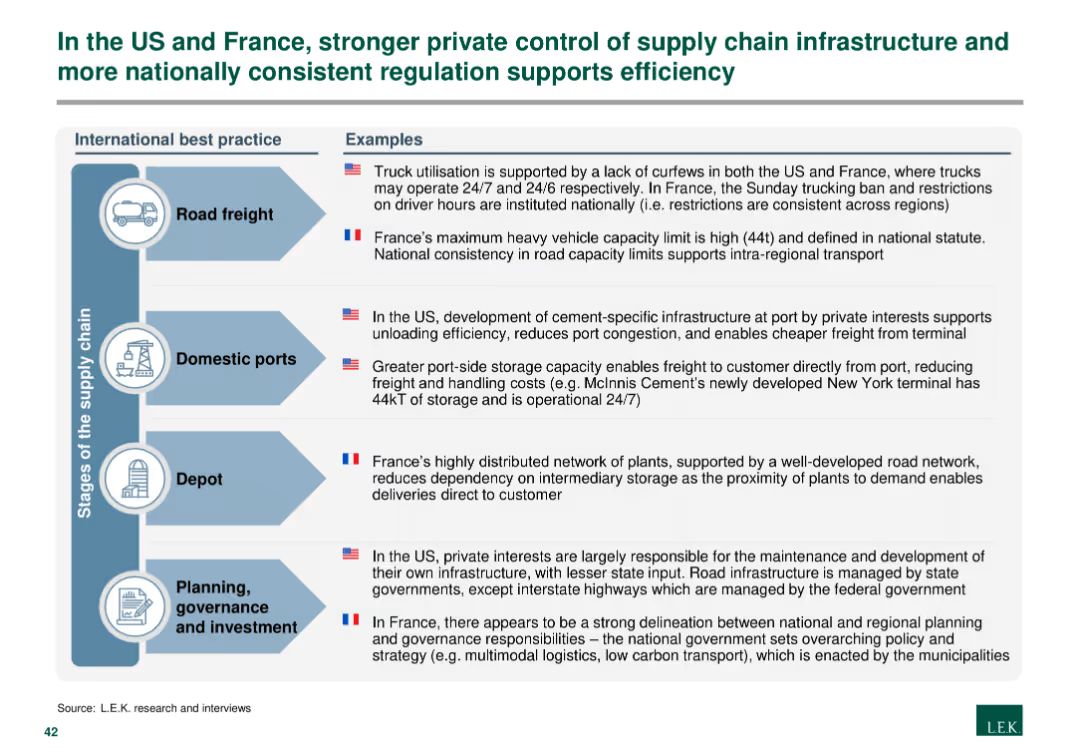 In the US and France, stronger private control of supply chain infrastructure and
more nationally consistent regulation supports efficiency
International best practice
Examples
Stages of the supply chain
Road freight
Truck utilisation is supported by a lack of curfews in both the US and France, where trucks
may operate 24/7 and 24/6 respectively. In France, the Sunday trucking ban and restrictions
on driver hours are instituted nationally (i.e. restrictions are consistent across regions)
France's maximum heavy vehicle capacity limit is high (44t) and defined in national statute.
National consistency in road capacity limits supports intra-regional transport
Domestic ports
In the US, development of cement-specific infrastructure at port by private interests supports
unloading efficiency, reduces port congestion, and enables cheaper freight from terminal
Greater port-side storage capacity enables freight to customer directly from port, reducing
freight and handling costs (e.g. McInnis Cement's newly developed New York terminal has
44kT of storage and is operational 24/7)
Depot
France's highly distributed network of plants, supported by a well-developed road network,
reduces dependency on intermediary storage as the proximity of plants to demand enables
deliveries direct to customer
Planning,
governance
and investment
In the US, private interests are largely responsible for the maintenance and development of
their own infrastructure, with lesser state input. Road infrastructure is managed by state
governments, except interstate highways which are managed by the federal government
In France, there appears to be a strong delineation between national and regional planning
and governance responsibilities – the national government sets overarching policy and
strategy (e.g. multimodal logistics, low carbon transport), which is enacted by the municipalities
Source: L.E.K. research and interviews
42
L.E.K.